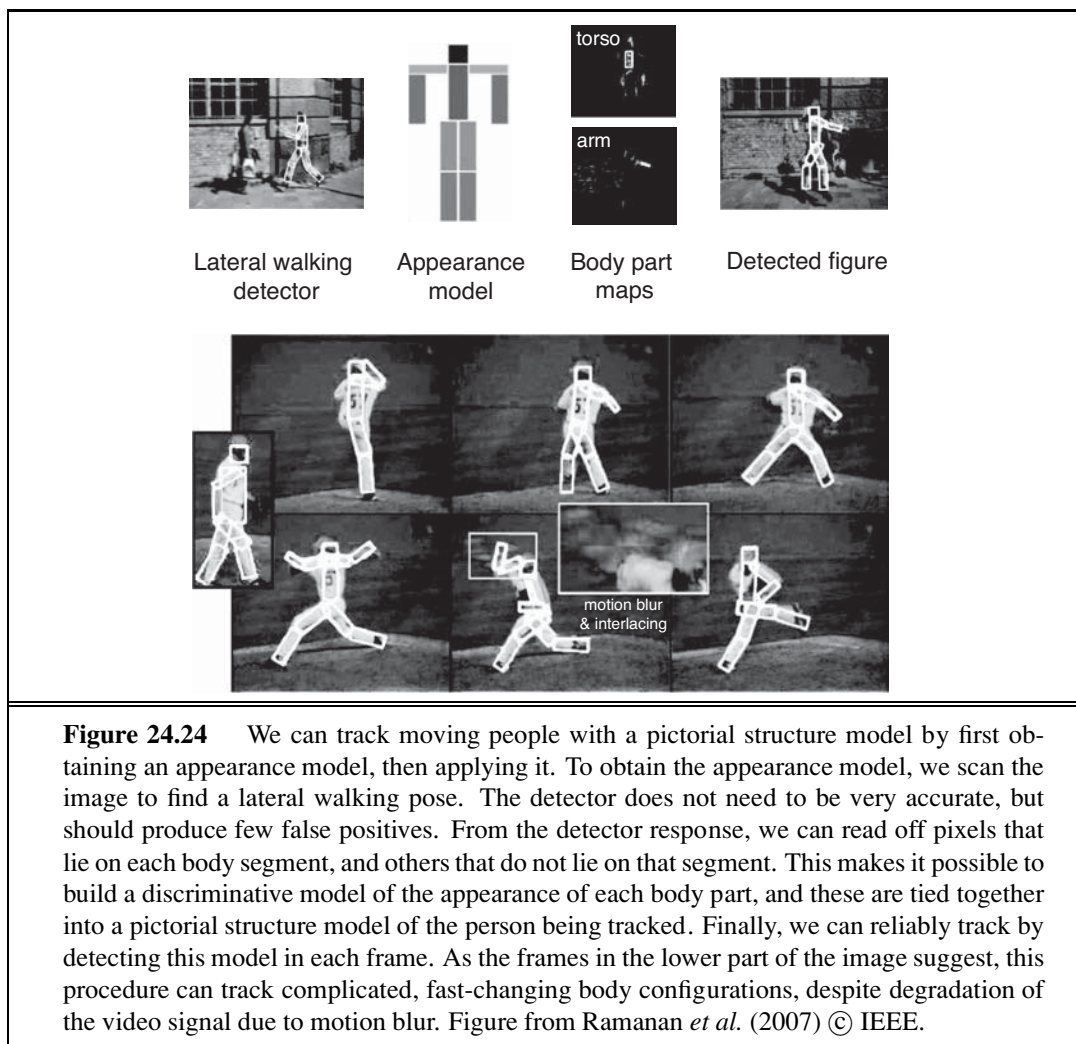 torso
arm
Lateral walking
detector
Appearance
model
Body part
maps
Detected figure
motion blur
& interlacing
Figure 24.24 We can track moving people with a pictorial structure model by first ob-
taining an appearance model, then applying it. To obtain the appearance model, we scan the
image to find a lateral walking pose. The detector does not need to be very accurate, but
should produce few false positives. From the detector response, we can read off pixels that
lie on each body segment, and others that do not lie on that segment. This makes it possible to
build a discriminative model of the appearance of each body part, and these are tied together
into a pictorial structure model of the person being tracked. Finally, we can reliably track by
detecting this model in each frame. As the frames in the lower part of the image suggest, this
procedure can track complicated, fast-changing body configurations, despite degradation of
the video signal due to motion blur. Figure from Ramanan et al. (2007) © IEEE.